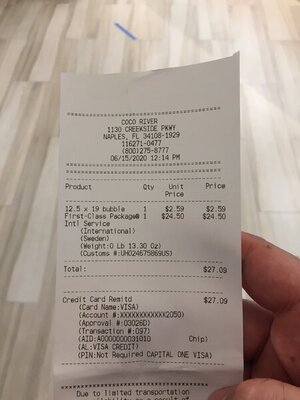 COCO RIVER
1130 CREEKSIDE PKWY
NAPLES, FL 34108-1929
116271-0477
(800)275-8777
06/15/2020 12:14 PM
Product Qty Unit Price
Price
12.5 x 19 bubble 1 $2.59 $2.59
First-Class Package® 1 $24.50 $24.50
Intl Service
(International)
(Sweden)
(Weight:0 Lb 13.30 Oz)
(Customs #:UH024675869US)
Total: $27.09
Credit Card Remitd $27.09
(Card Name:VISA)
(Account #:XXXXXXXXXXXX2050)
(Approval #:03026D)
(Transaction #:097)
(AID:A0000000031010 Chip)
(AL:VISA CREDIT)
(PIN:Not Required CAPITAL ONE VISA)
Due to limited transportation